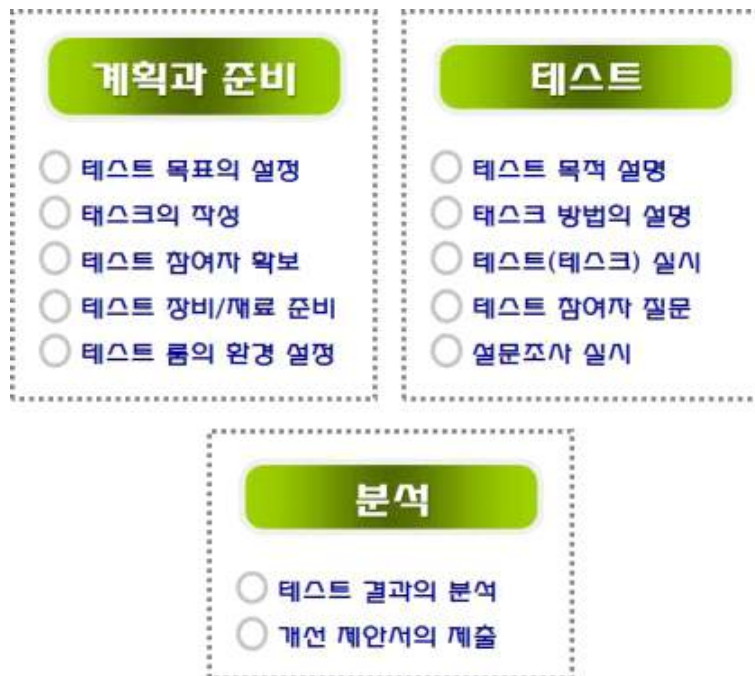 계획과 준비
테스트 목표의 설정
태스크의 작성
테스트 참여자 확보
테스트 장비/재료 준비
테스트 룸의 환경 설정
테스트
테스트 목적 설명
태스크 방법의 설명
테스트(테스크) 실시
테스트 참여자 질문
설문조사 실시
분석
테스트 결과의 분석
개선 제안서의 제출